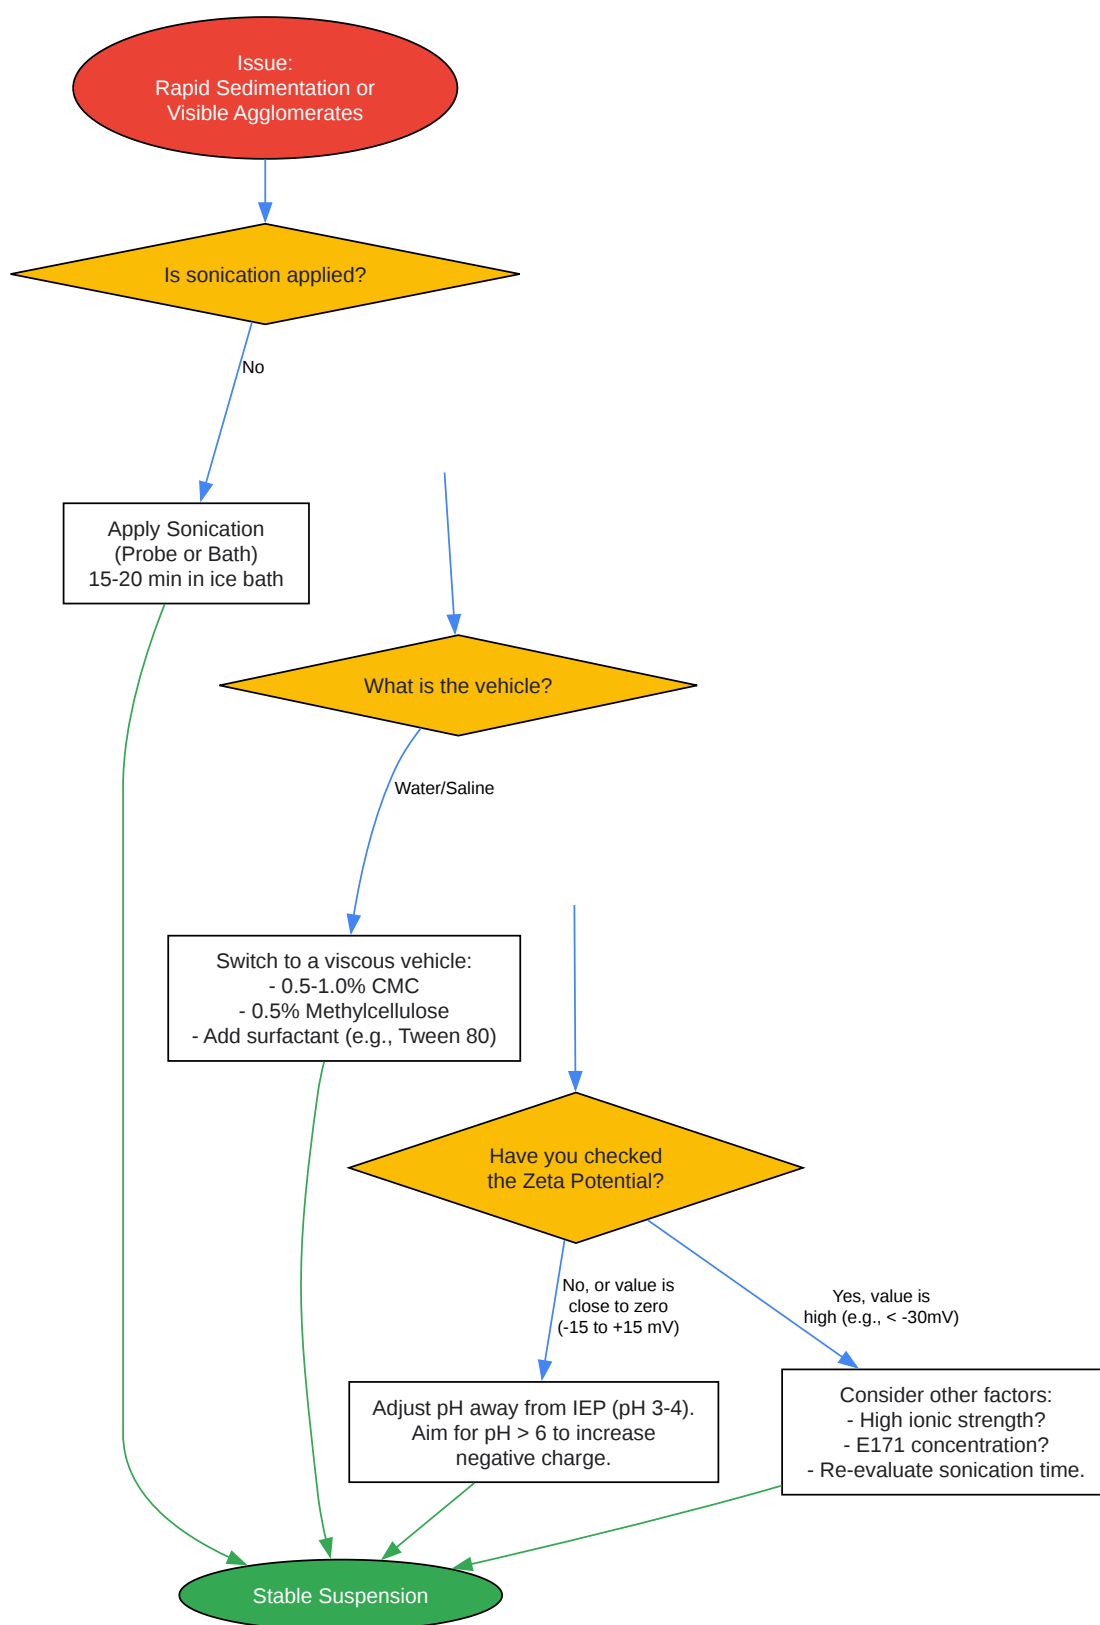 Issue:
Rapid Sedimentation or
Visible Agglomerates
Is sonication applied?
No
Apply Sonication
(Probe or Bath)
15-20 min in ice bath
What is the vehicle?
Water/Saline
Switch to a viscous vehicle:
- 0.5-1.0% CMC
- 0.5% Methylcellulose
- Add surfactant (e.g., Tween 80)
Have you checked
the Zeta Potential?
No, or value is
close to zero
(-15 to +15 mV)
Yes, value is
high (e.g., < -30mV)
Adjust pH away from IEP (pH 3-4).
Aim for pH > 6 to increase
negative charge.
Consider other factors:
- High ionic strength?
- E171 concentration?
- Re-evaluate sonication time.
Stable Suspension